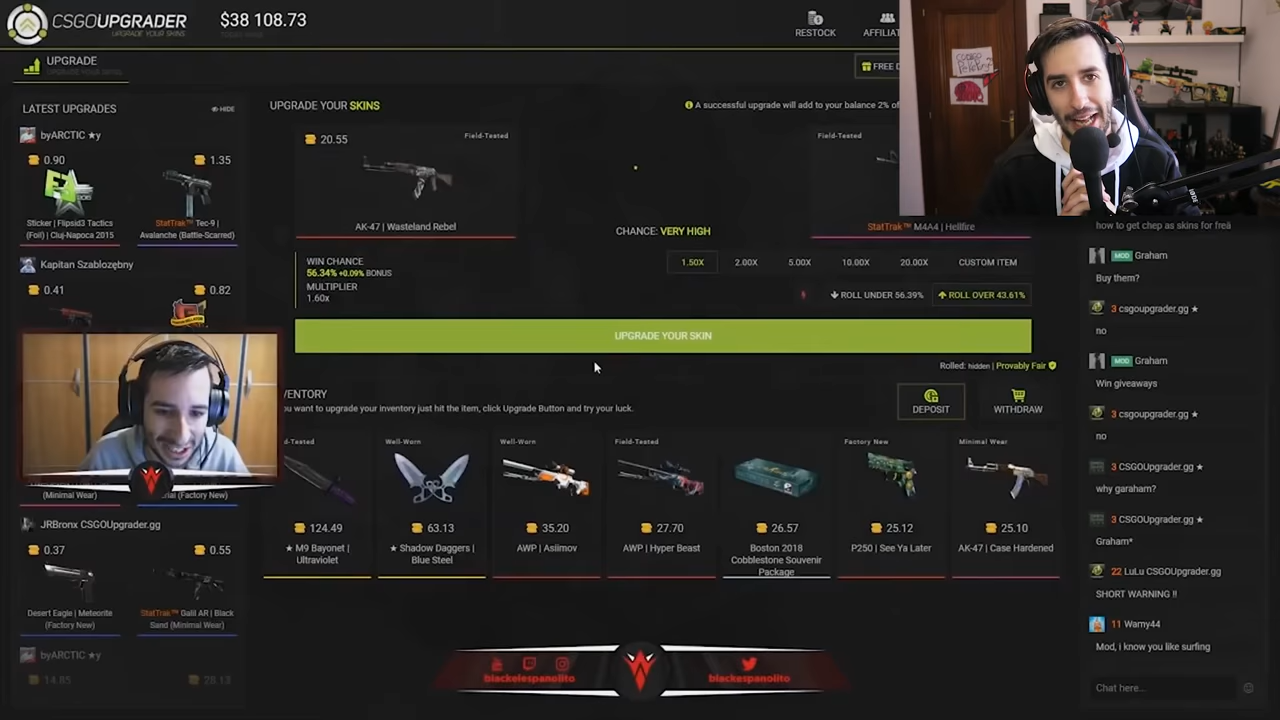 CSGOUPGRADER
UPGRADE YOUR SKINS
$38 108.73
RESTOCK
UPGRADE
FREE
LATEST UPGRADES
HIDE
byARCTIC ★y
0.90
1.35
Sticker | Flipsid3 Tactics
(Foil) | Cluj-Napoca 2015
StatTrak™ Tec-9 |
Avalanche (Battle-Scarred)
Kapitan Szablozębny
0.41
0.82
(Minimal Wear)
(Factory New)
JRBronx CSGOUpgrader.gg
0.37
0.55
Desert Eagle | Meteorite
(Factory New)
StatTrak™ Galil AR | Black
Sand (Minimal Wear)
byARCTIC ★y
14.85
28.13
UPGRADE YOUR SKINS
A successful upgrade will add to your balance 2% of
20.55
Field-Tested
AK-47 | Wasteland Rebel
CHANCE: VERY HIGH
Field-Tested
StatTrak™ M4A4 | Hellfire
WIN CHANCE
56.34% +0.09% BONUS
MULTIPLIER
1.60x
1.50X
2.00X
5.00X
10.00X
20.00X
CUSTOM ITEM
ROLL UNDER 56.39%
ROLL OVER 43.61%
UPGRADE YOUR SKIN
Rolled: hidden | Provably Fair
want to upgrade your inventory just hit the item, click Upgrade Button and try your luck.
DEPOSIT
WITHDRAW
124.49
★ M9 Bayonet |
Ultraviolet
Well-Worn
63.13
★ Shadow Daggers |
Blue Steel
Well-Worn
35.20
AWP | Asiimov
Field-Tested
27.70
AWP | Hyper Beast
26.57
Boston 2018
Cobblestone Souvenir
Package
Factory New
25.12
P250 | See Ya Later
Minimal Wear
25.10
AK-47 | Case Hardened
blackelespanolito
blackespanolito
how to get chep as skins for freâ
MOD Graham
Buy them?
3 csgoupgrader.gg ★
no
MOD Graham
Win giveaways
3 csgoupgrader.gg ★
no
3 CSGOUpgrader.gg ★
why garaham?
3 CSGOUpgrader.gg ★
Graham*
22 LuLu CSGOUpgrader.gg
SHORT WARNING !!
11 Wamy44
Mod, i know you like surfing
Chat here...